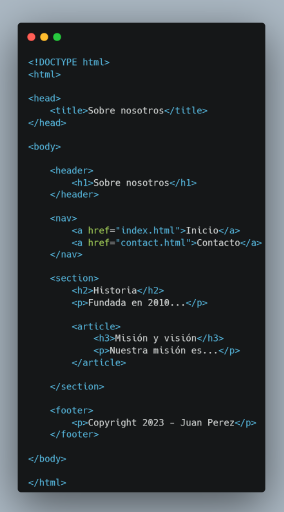 <!DOCTYPE html>
<html>
<head>
<title>Sobre nosotros</title>
</head>
<body>
<header>
<h1>Sobre nosotros</h1>
</header>
<nav>
<a href="index.html">Inicio</a>
<a href="contact.html">Contacto</a>
</nav>
<section>
<h2>Historia</h2>
<p>Fundada en 2010...</p>
<article>
<h3>Misión y visión</h3>
<p>Nuestra misión es...</p>
</article>
</section>
<footer>
<p>Copyright 2023 - Juan Perez</p>
</footer>
</body>
</html>